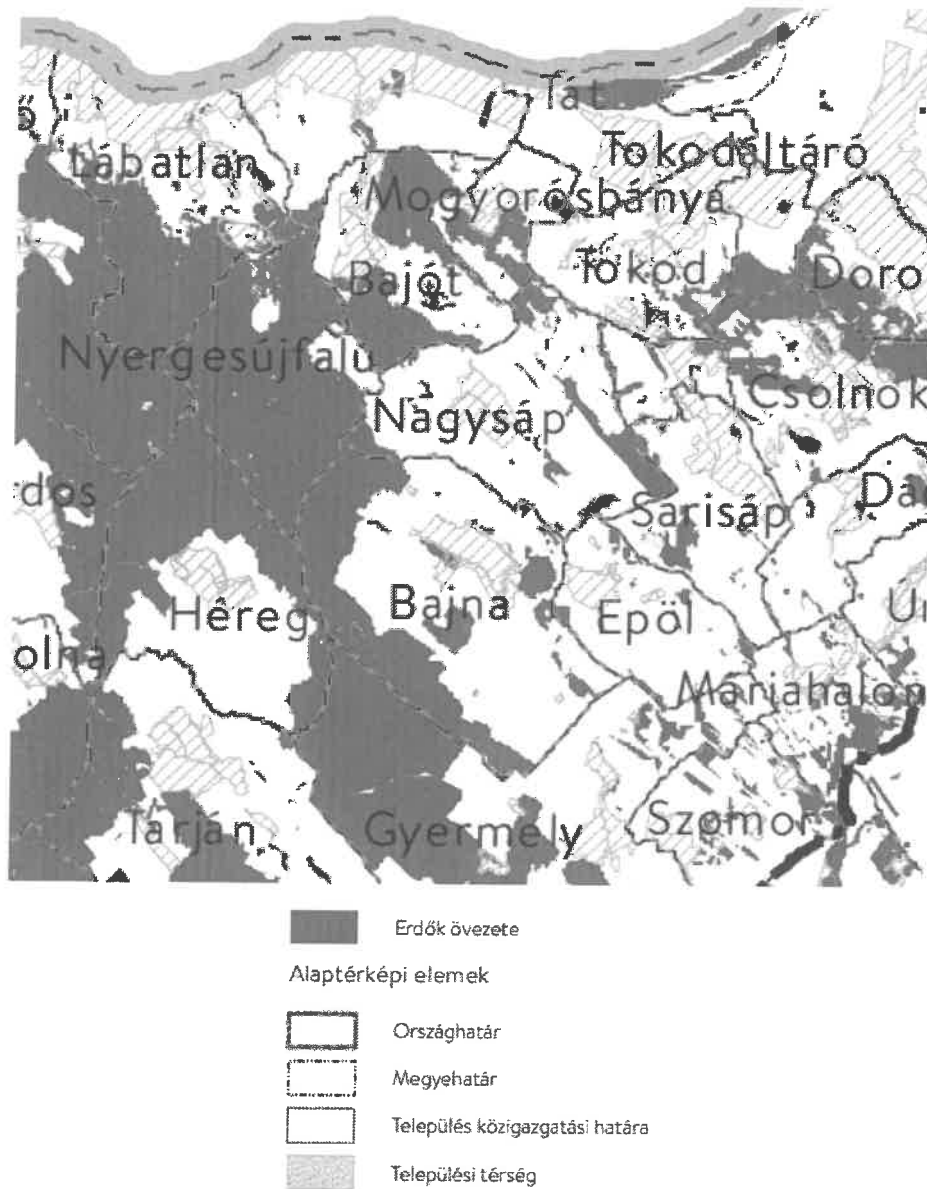 Tát
Lábatlan
Tokodaltáró
Mogyorósbánya
Bajót
Tokod
Doro
Nyergesújfalu
Nagysáp
Csolnok
dos
Sárisáp
Dág
Héreg
Bajna
Epöl
Ú
olna
Máriahalom
Tarján
Gyermely
Szomor
Erdők övezete
Alaptérképi elemek
Országhatár
Megyehatár
Település közigazgatási határa
Települési térség